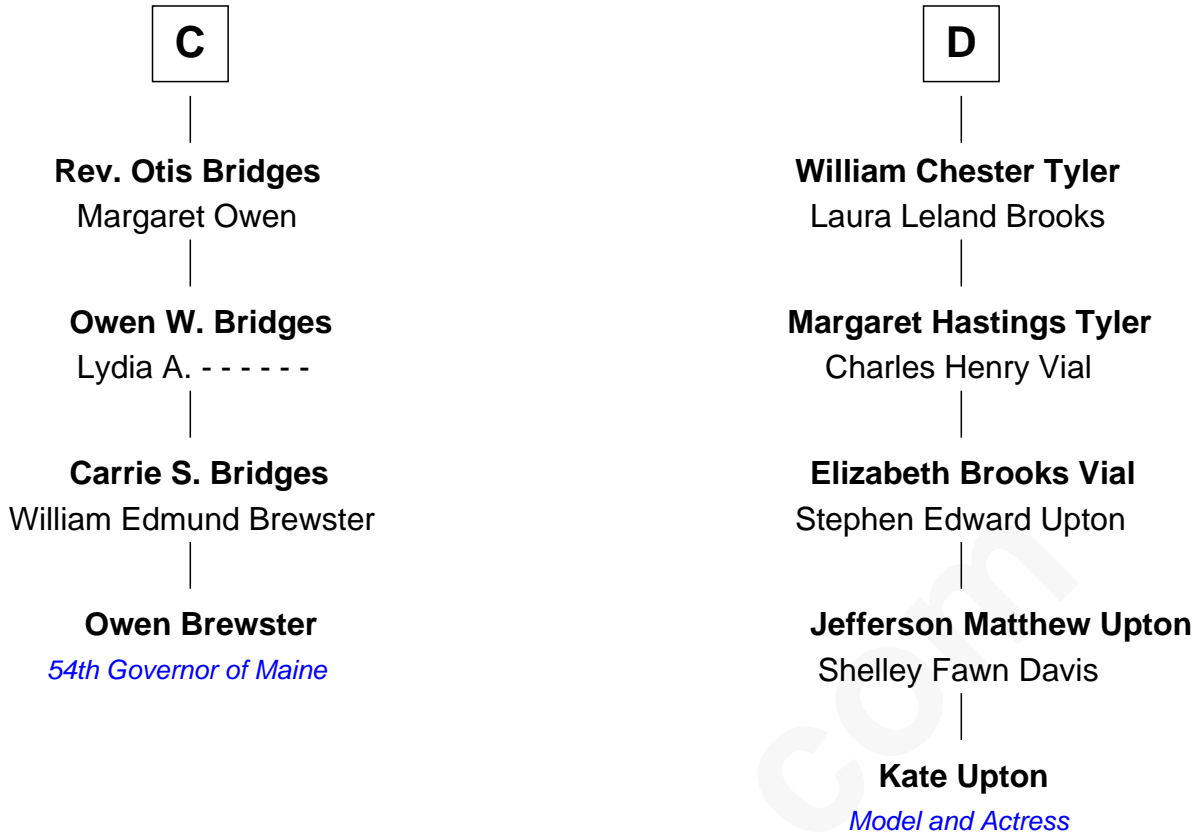 C
Rev. Otis Bridges
Margaret Owen
Owen W. Bridges
Lydia A. - - - - - -
Carrie S. Bridges
William Edmund Brewster
Owen Brewster
54th Governor of Maine
D
William Chester Tyler
Laura Leland Brooks
Margaret Hastings Tyler
Charles Henry Vial
Elizabeth Brooks Vial
Stephen Edward Upton
Jefferson Matthew Upton
Shelley Fawn Davis
Kate Upton
Model and Actress
com